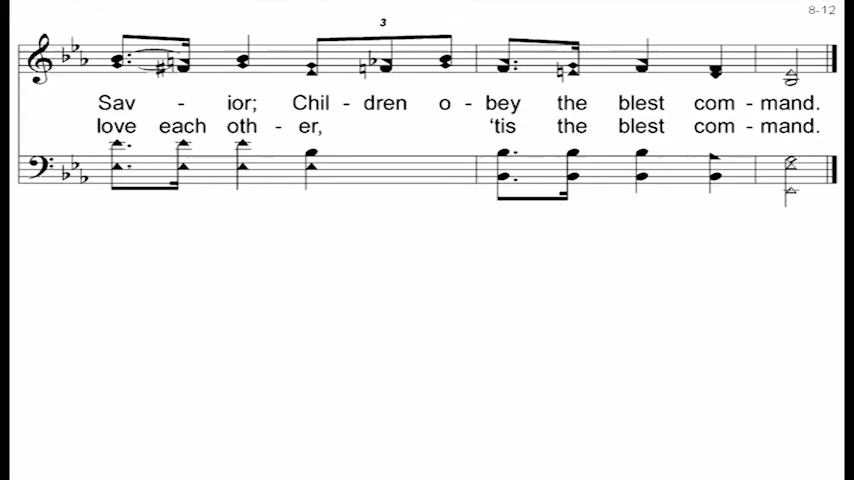 8-12
3
Sav - ior; Chil - dren o - bey the blest com - mand.
love each oth - er, ‘tis the blest com - mand.